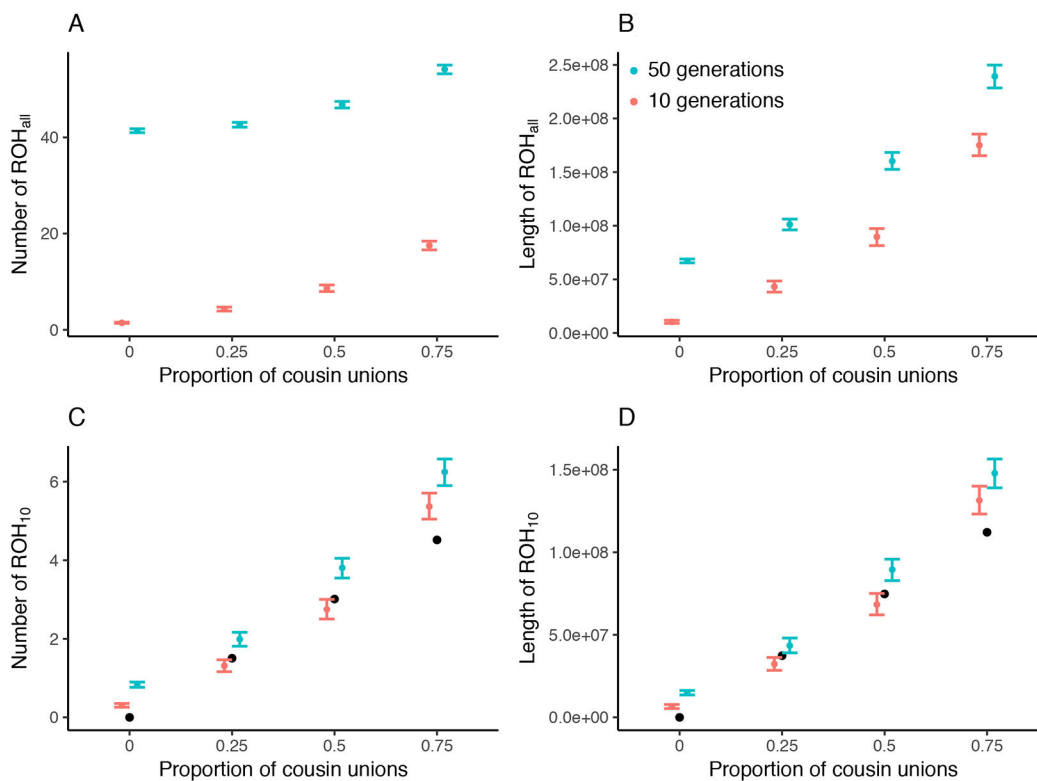 A
Number of ROHall
40
20
0
0 0.25 0.5 0.75
Proportion of cousin unions
B
Length of ROHall
2.5e+08
2.0e+08
1.5e+08
1.0e+08
5.0e+07
0.0e+00
50 generations
10 generations
0 0.25 0.5 0.75
Proportion of cousin unions
C
Number of ROH10
6
4
2
0
0 0.25 0.5 0.75
Proportion of cousin unions
D
Length of ROH10
1.5e+08
1.0e+08
5.0e+07
0.0e+00
0 0.25 0.5 0.75
Proportion of cousin unions